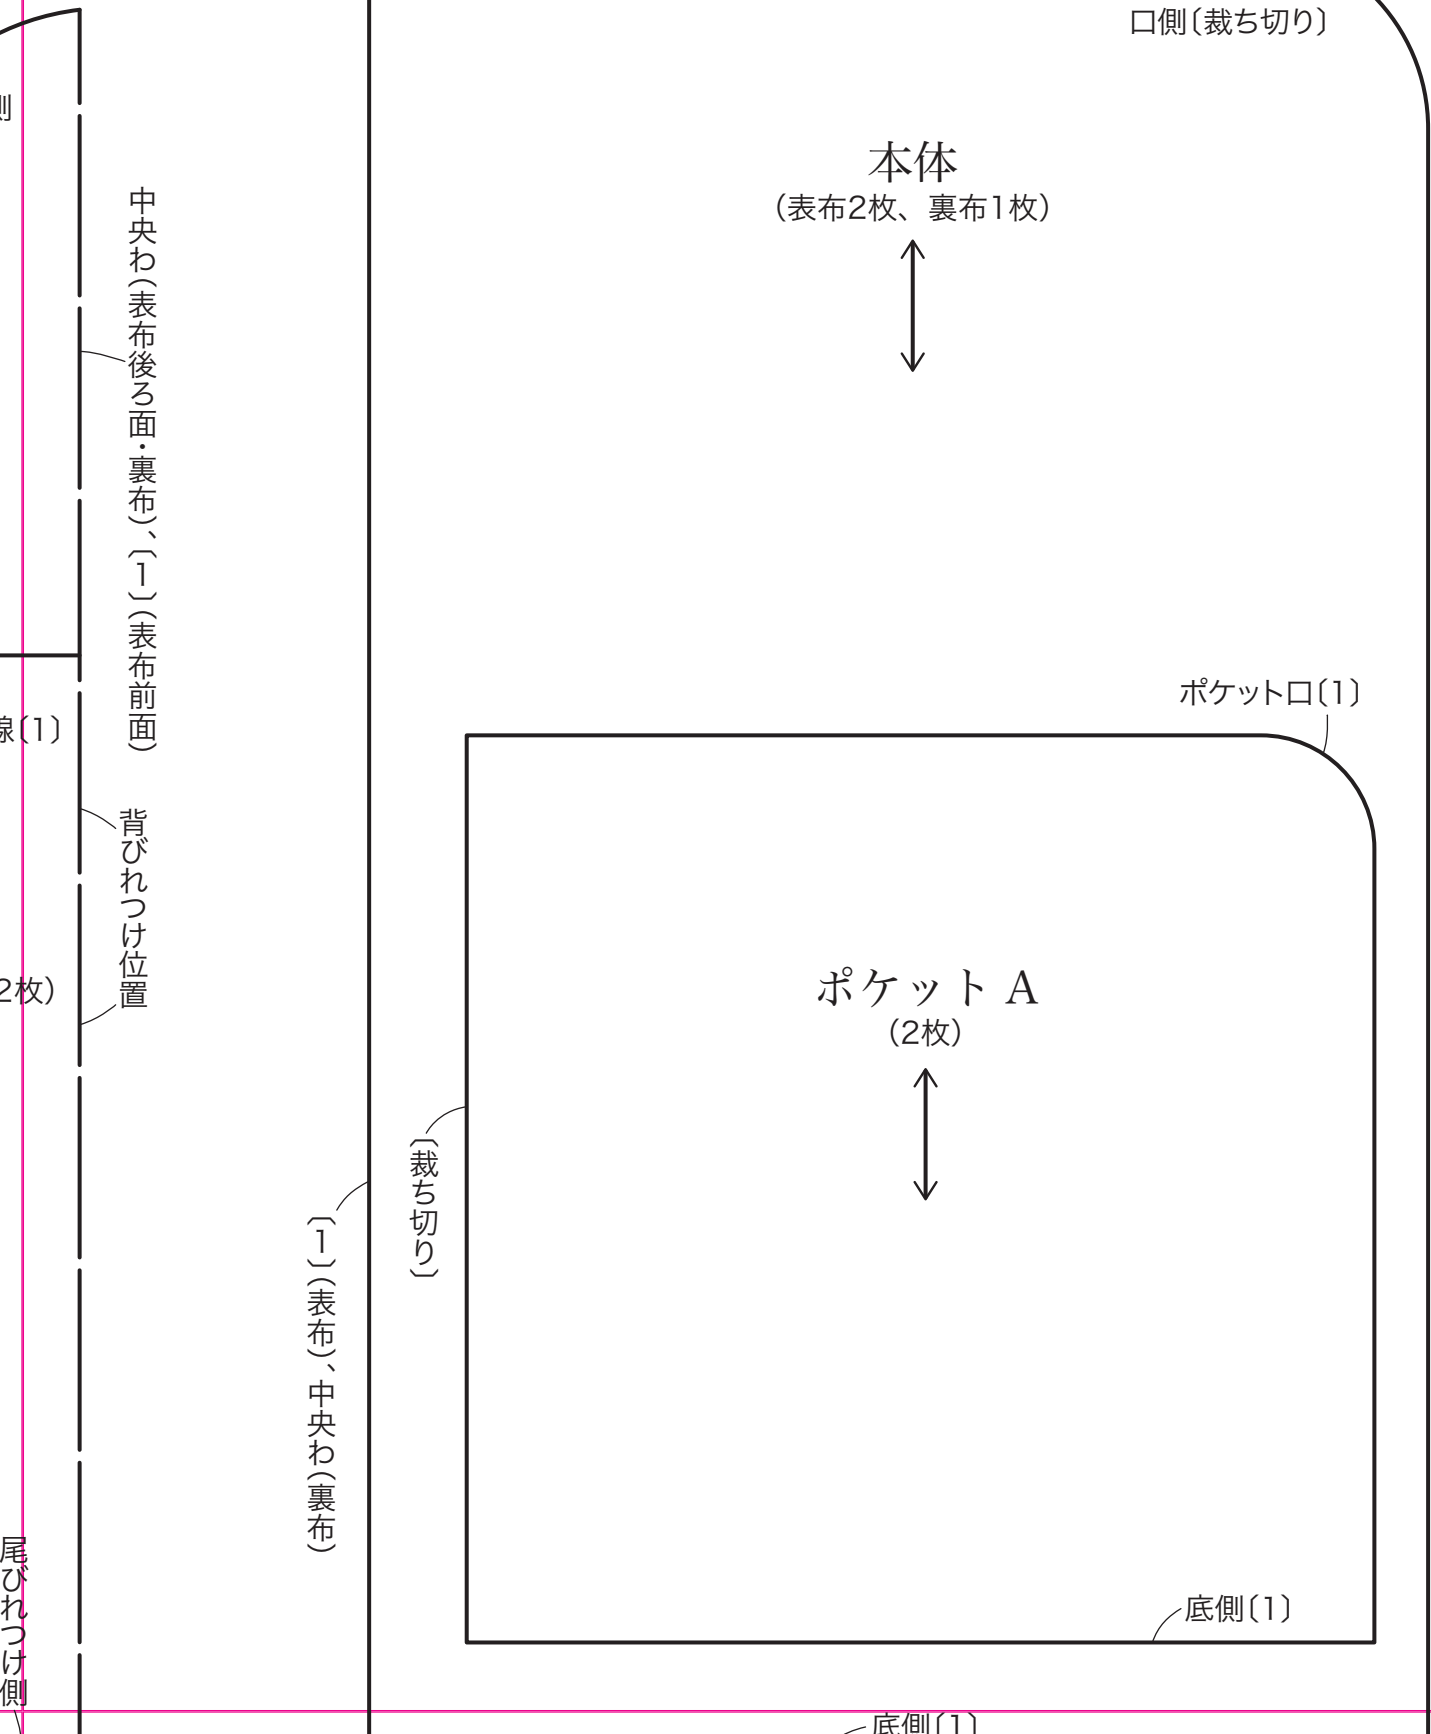 口側〔裁ち切り〕
側
本体
（表布2枚、裏布1枚）
中央わ（表布後ろ面・裏布）、〔1〕（表布前面）
ポケット口〔1〕
線〔1〕
背びれつけ位置
2枚）
ポケット A
（2枚）
〔裁ち切り〕
〔1〕（表布）、中央わ（裏布）
尾びれつけ側
底側〔1〕
底側〔1〕